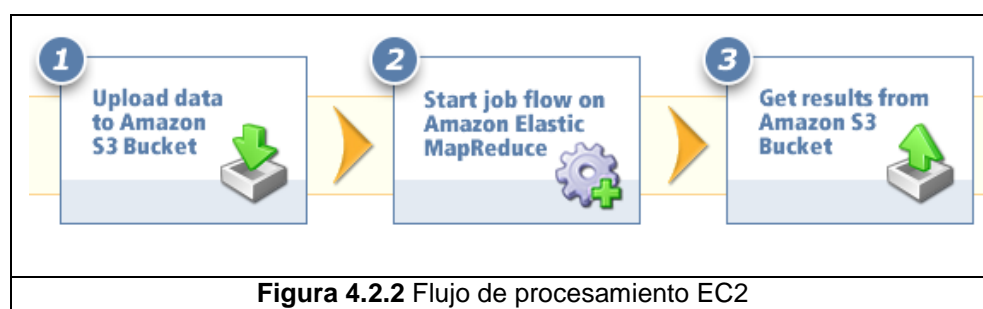 1
Upload data
to Amazon
S3 Bucket
2
Start job flow on
Amazon Elastic
MapReduce
3
Get results from
Amazon S3
Bucket
Figura 4.2.2 Flujo de procesamiento EC2